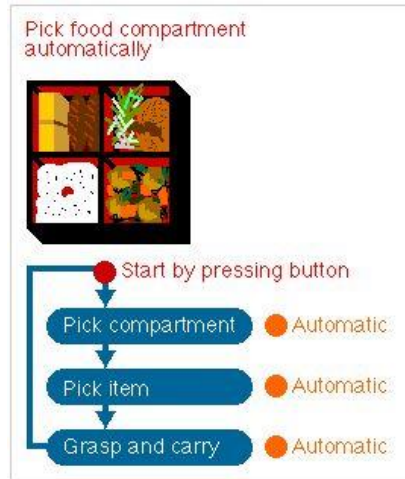 Pick food compartment
automatically
Start by pressing button
Pick compartment
Automatic
Pick item
Automatic
Grasp and carry
Automatic